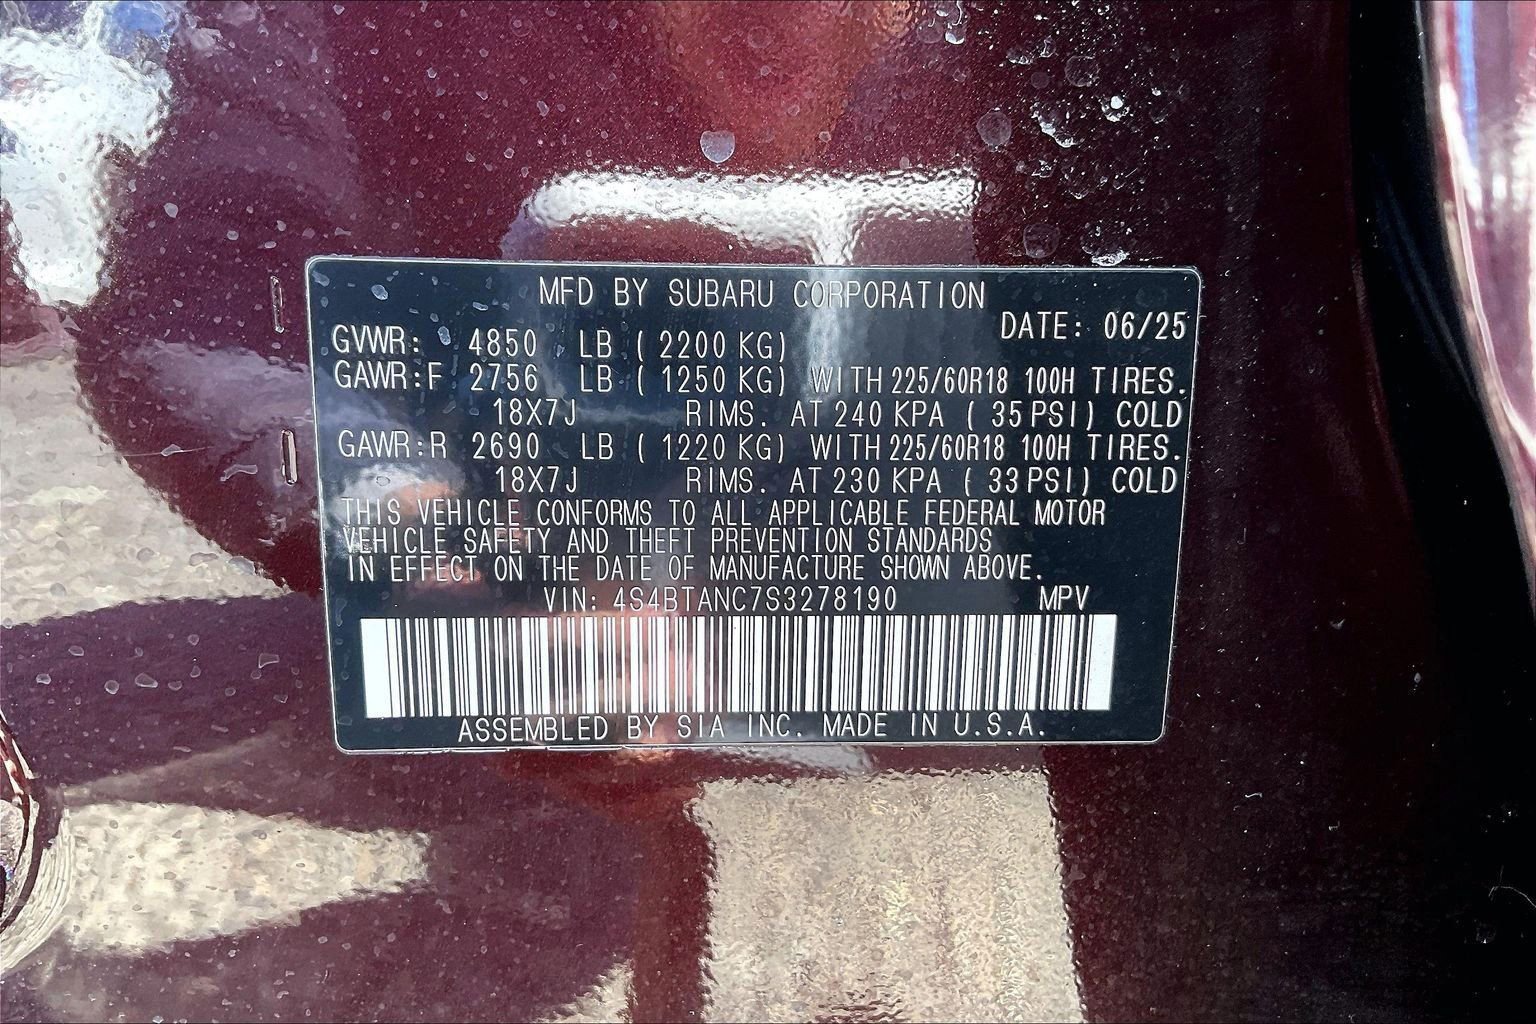 MFD BY SUBARU CORPORATION
DATE: 06/25
GVWR: 4850 LB ( 2200 KG)
GAWR:F 2756 LB ( 1250 KG) WITH 225/60R18 100H TIRES.
18X7J RIMS. AT 240 KPA ( 35 PSI) COLD
GAWR:R 2690 LB ( 1220 KG) WITH 225/60R18 100H TIRES.
18X7J RIMS. AT 230 KPA ( 33 PSI) COLD
THIS VEHICLE CONFORMS TO ALL APPLICABLE FEDERAL MOTOR
VEHICLE SAFETY AND THEFT PREVENTION STANDARDS
IN EFFECT ON THE DATE OF MANUFACTURE SHOWN ABOVE.
VIN: 4S4BTANC7S3278190 MPV
ASSEMBLED BY SIA INC. MADE IN U.S.A.